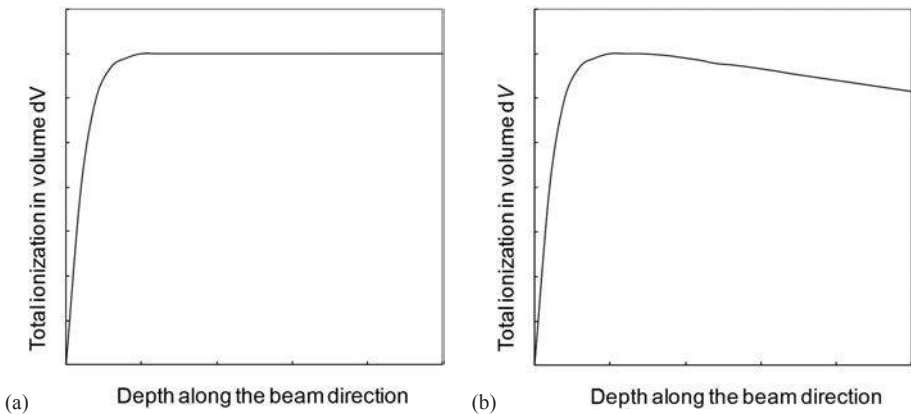 Total ionization in volume dV
Depth along the beam direction
(a)
Total ionization in volume dV
Depth along the beam direction
(b)